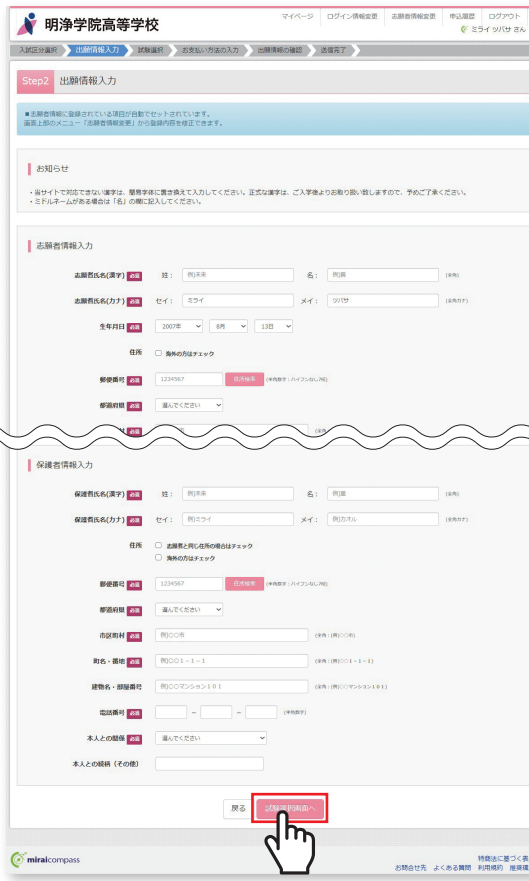 明浄学院高等学校
マイページ ログイン情報変更 志願者情報変更 申込履歴 ログアウト
ミライ ツバサ さん
入試区分選択 出願情報入力 試験選択 お支払い方法の入力 出願情報の確認 送信完了
Step2 出願情報入力
■志願者情報に登録されている項目が自動でセットされています。
画面上部のメニュー「志願者情報変更」から登録内容を修正できます。
お知らせ
・当サイトで対応できない漢字は、簡易字体に置き換えて入力してください。正式な漢字は、ご入学後よりお取り扱い致しますので、予めご了承ください。
・ミドルネームがある場合は「名」の欄に記入してください。
志願者情報入力
志願者氏名(漢字) 必須 姓: 例)未来 名: 例)翼 (全角)
志願者氏名(カナ) 必須 セイ: ミライ メイ: ツバサ (全角カナ)
生年月日 必須 2007年 8月 13日
住所 海外の方はチェック
郵便番号 必須 1234567 住所検索 (半角数字:ハイフンなし7桁)
都道府県 必須 選んでください
保護者情報入力
保護者氏名(漢字) 必須 姓: 例)未来 名: 例)薫 (全角)
保護者氏名(カナ) 必須 セイ: 例)ミライ メイ: 例)カオル (全角カナ)
住所 志願者と同じ住所の場合はチェック
海外の方はチェック
郵便番号 必須 1234567 住所検索 (半角数字:ハイフンなし7桁)
都道府県 必須 選んでください
市区町村 必須 例)○○市 (全角:(例)○○市)
町名・番地 必須 例)○○1-1-1 (全角:(例)○○1-1-1)
建物名・部屋番号 例)○○マンション101 (全角:(例)○○マンション101)
電話番号 必須 - - (半角数字)
本人との関係 必須 選んでください
本人との続柄(その他)
戻る 試験選択画面へ
miraicompass
特商法に基づく表
お問合せ先 よくある質問 利用規約 推奨環